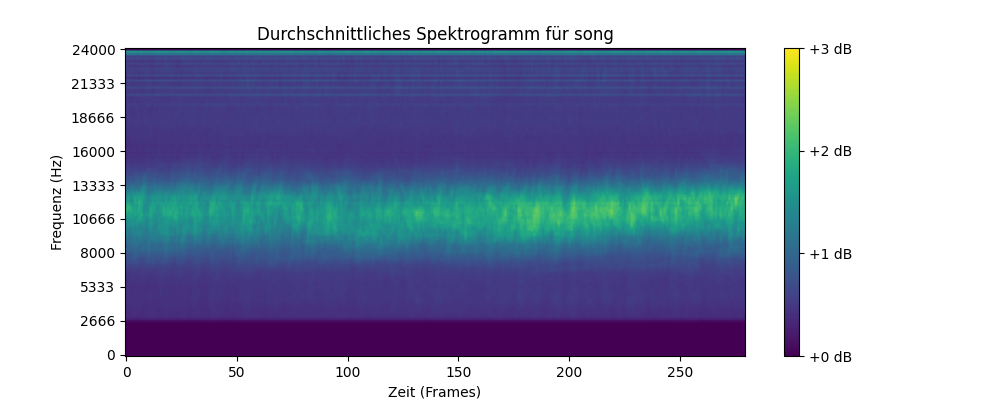 Durchschnittliches Spektrogramm für song
Frequenz (Hz)
24000
21333
18666
16000
13333
10666
8000
5333
2666
0
0 50 100 150 200 250
Zeit (Frames)
+3 dB
+2 dB
+1 dB
+0 dB